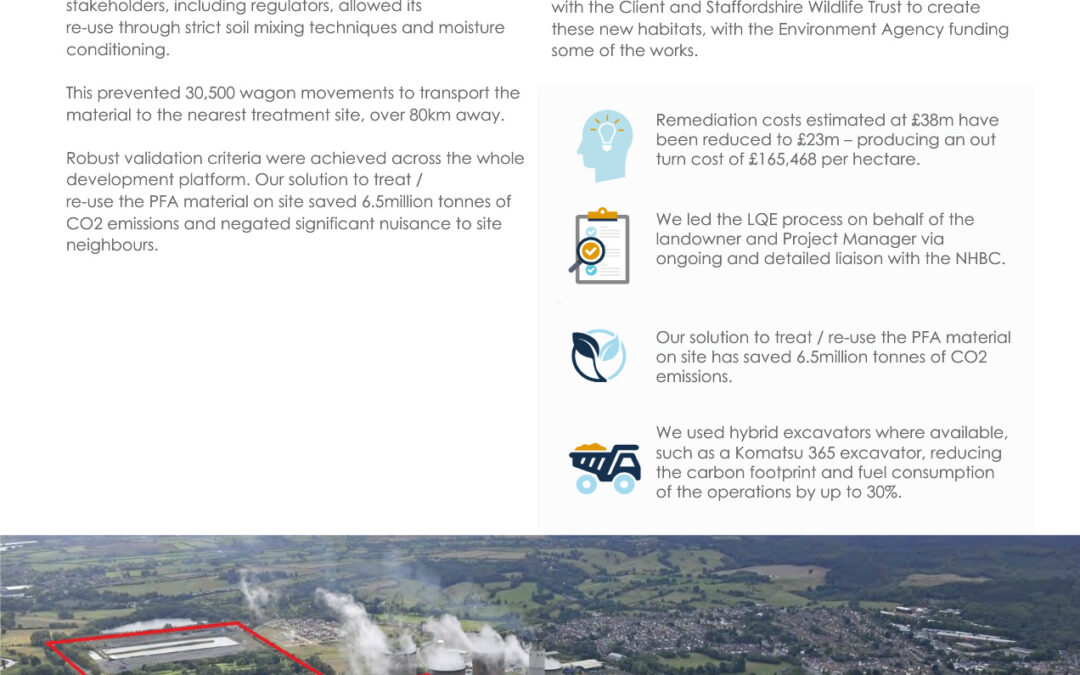 stakeholders, including regulators, allowed its
re-use through strict soil mixing techniques and moisture
conditioning.
This prevented 30,500 wagon movements to transport the
material to the nearest treatment site, over 80km away.
Robust validation criteria were achieved across the whole
development platform. Our solution to treat /
re-use the PFA material on site saved 6.5million tonnes of
CO2 emissions and negated significant nuisance to site
neighbours.
with the Client and Staffordshire Wildlife Trust to create
these new habitats, with the Environment Agency funding
some of the works.
Remediation costs estimated at £38m have
been reduced to £23m – producing an out
turn cost of £165,468 per hectare.
We led the LQE process on behalf of the
landowner and Project Manager via
ongoing and detailed liaison with the NHBC.
Our solution to treat / re-use the PFA material
on site has saved 6.5million tonnes of CO2
emissions.
We used hybrid excavators where available,
such as a Komatsu 365 excavator, reducing
the carbon footprint and fuel consumption
of the operations by up to 30%.